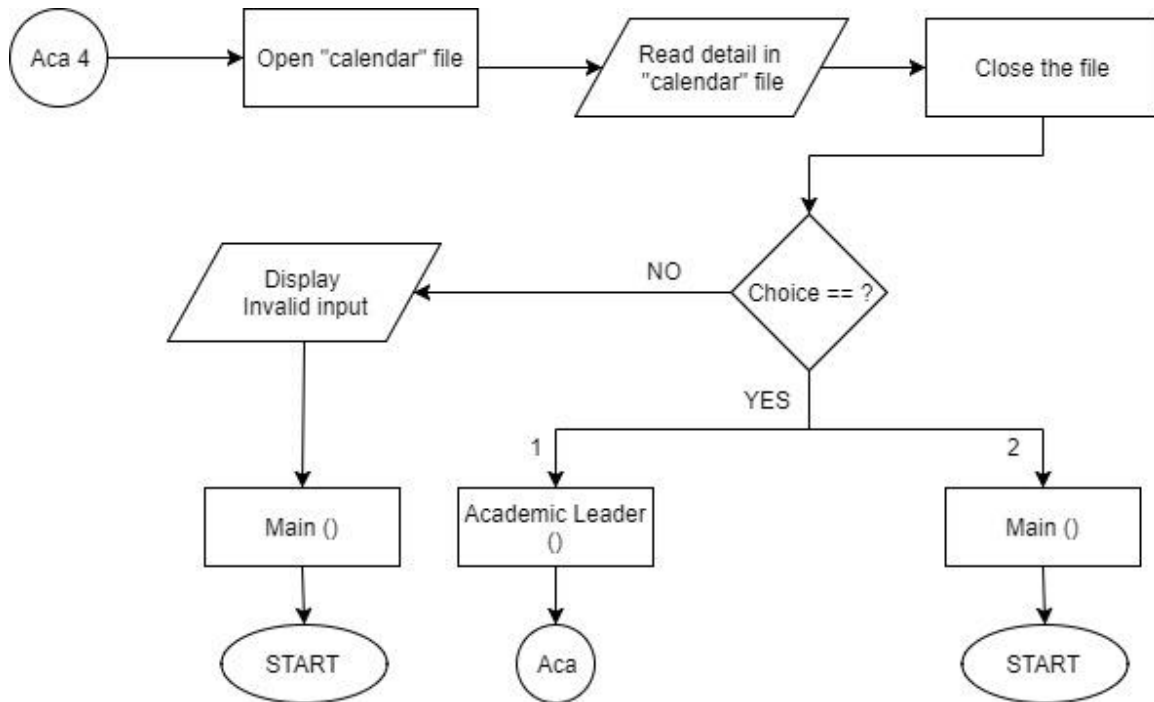 Aca 4
Open "calendar" file
Read detail in
"calendar" file
Close the file
Choice == ?
NO
Display
Invalid input
YES
1
2
Main ()
Academic Leader
()
Main ()
START
Aca
START